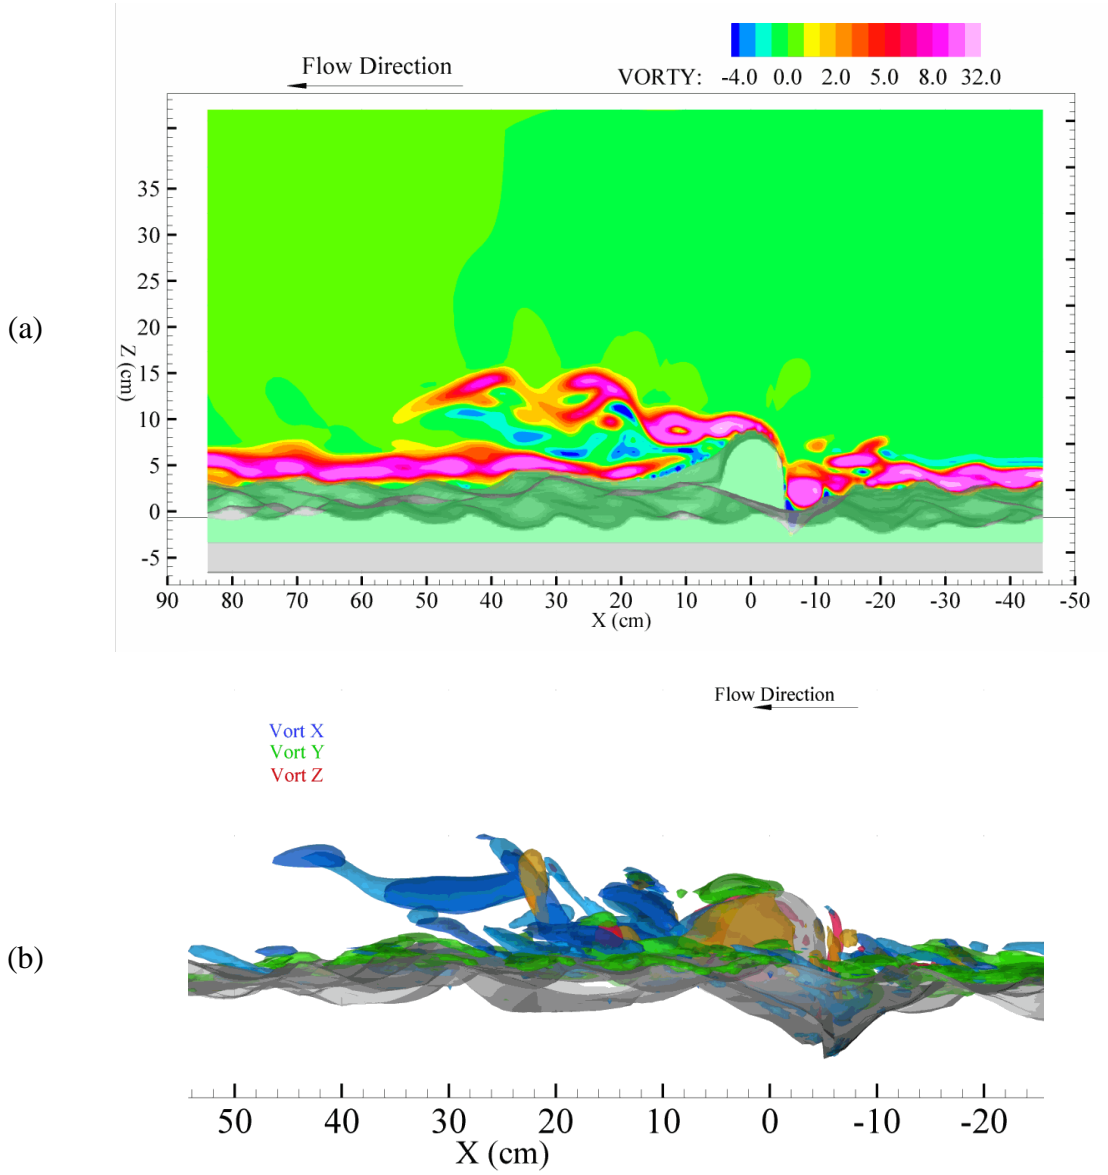 (a)
Flow Direction
VORTY: -4.0 0.0 2.0 5.0 8.0 32.0
Z (cm)
35
30
25
20
15
10
5
0
-5
90 80 70 60 50 40 30 20 10 0 -10 -20 -30 -40 -50
X (cm)
(b)
Flow Direction
Vort X
Vort Y
Vort Z
50 40 30 20 10 0 -10 -20
X (cm)